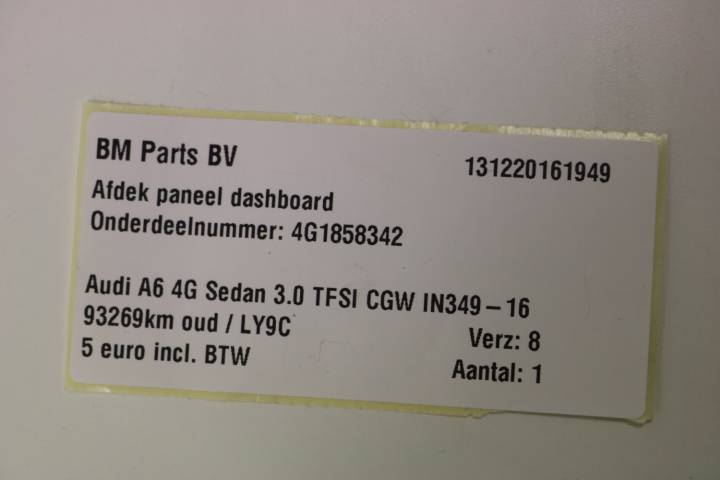 BM Parts BV 131220161949
Afdek paneel dashboard
Onderdeelnummer: 4G1858342
Audi A6 4G Sedan 3.0 TFSI CGW IN349-16
93269km oud / LY9C Verz: 8
5 euro incl. BTW Aantal: 1